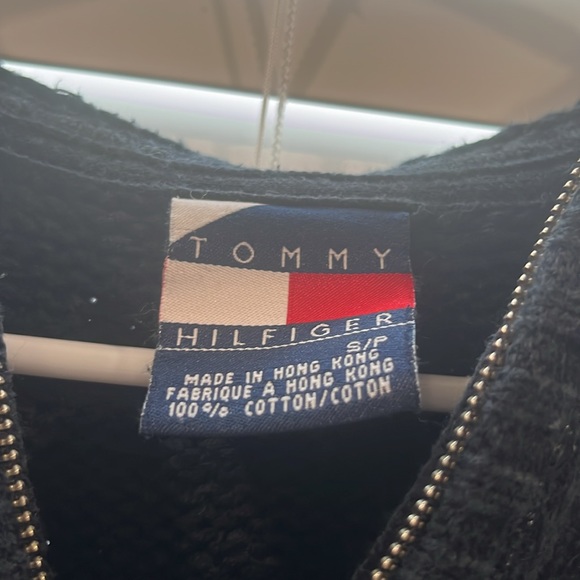 TOMMY
HILFIGER
S/P
MADE IN HONG KONG
FABRIQUE A HONG KONG
100% COTTON/COTON